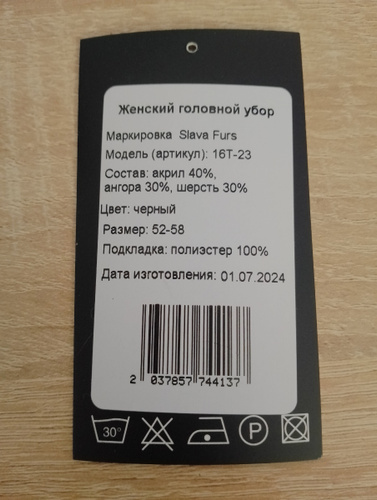 Женский головной убор
Маркировка Slava Furs
Модель (артикул): 16Т-23
Состав: акрил 40%,
ангора 30%, шерсть 30%
Цвет: черный
Размер: 52-58
Подкладка: полиэстер 100%
Дата изготовления: 01.07.2024
2 037857 744137
30° P